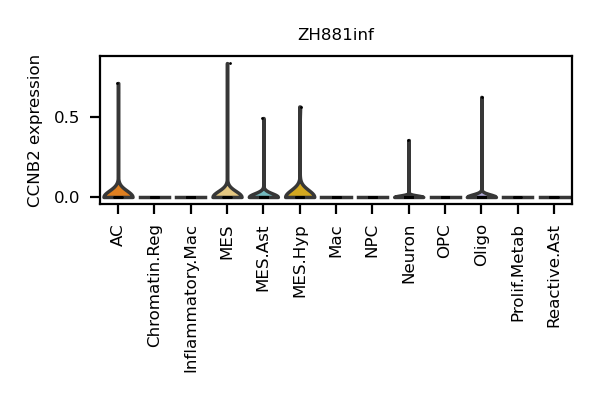 ZH881inf
CCNB2 expression
0.5
0.0
AC
Chromatin.Reg
Inflammatory.Mac
MES
MES.Ast
MES.Hyp
Mac
NPC
Neuron
OPC
Oligo
Prolif.Metab
Reactive.Ast